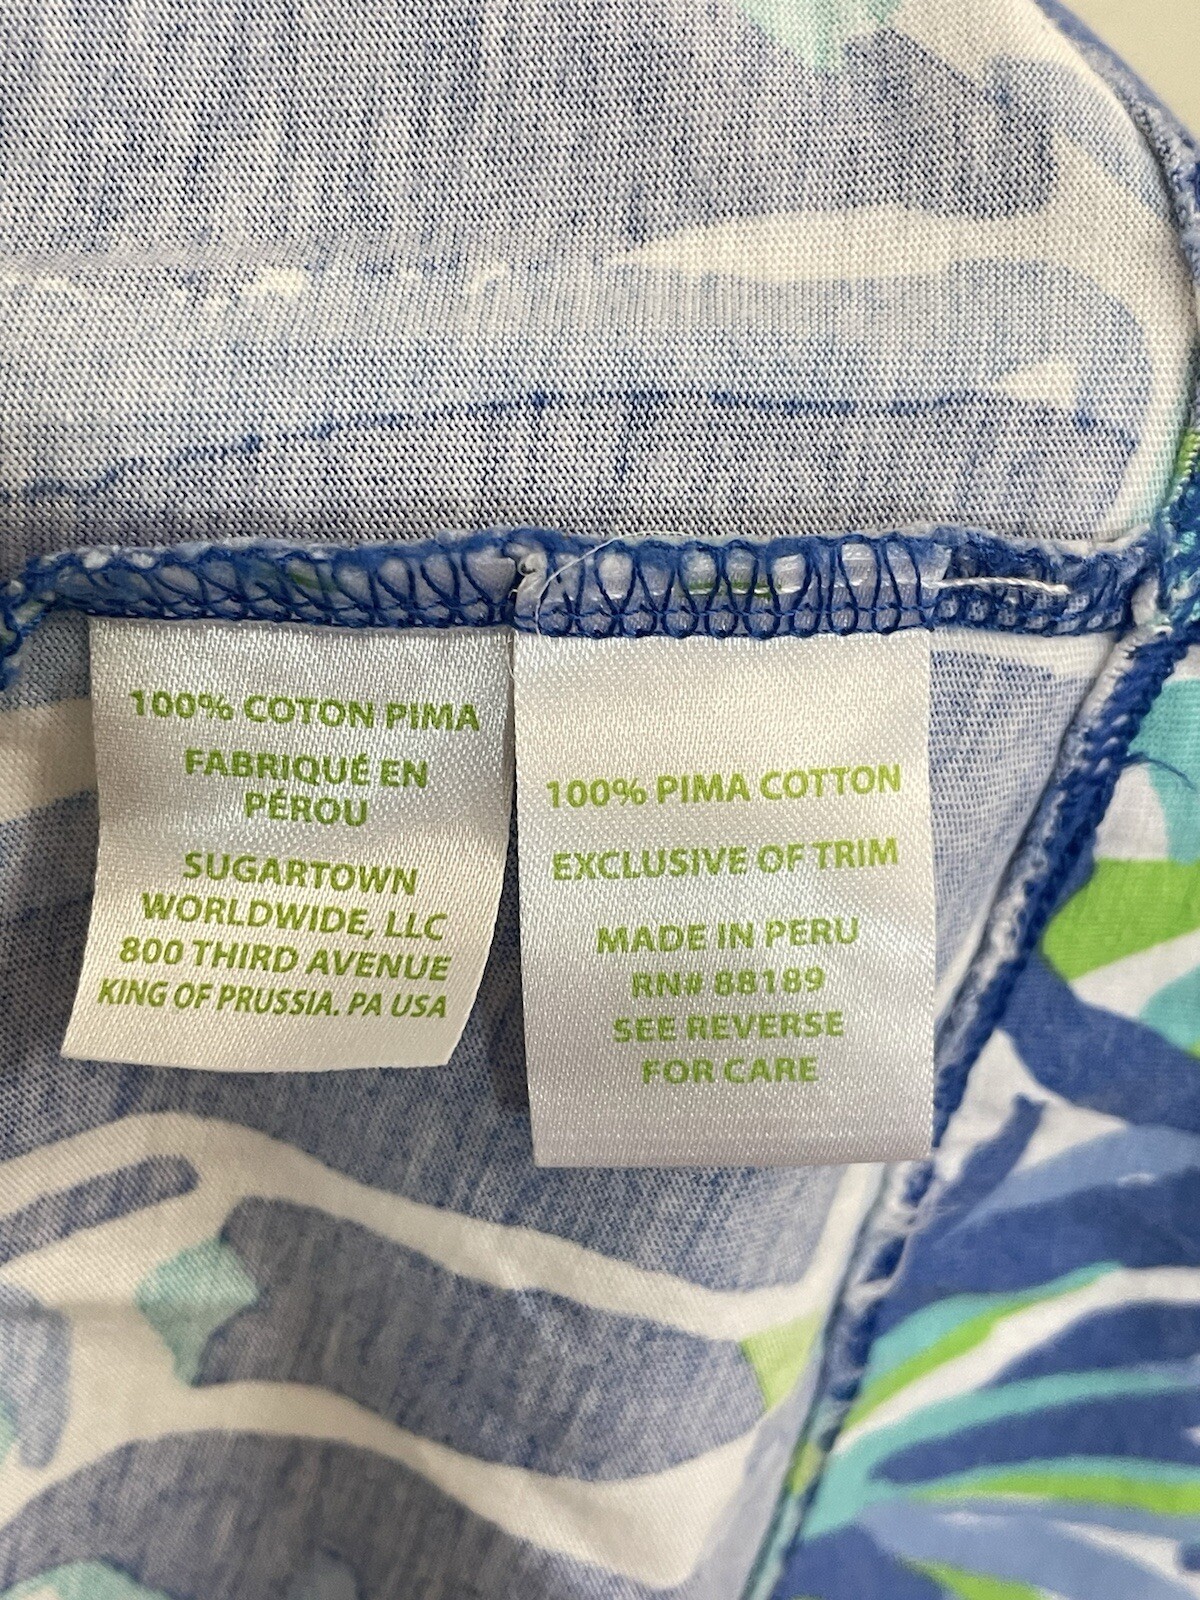 100% COTON PIMA
FABRIQUÉ EN
PÉROU
SUGARTOWN
WORLDWIDE, LLC
800 THIRD AVENUE
KING OF PRUSSIA. PA USA
100% PIMA COTTON
EXCLUSIVE OF TRIM
MADE IN PERU
RN# 88189
SEE REVERSE
FOR CARE